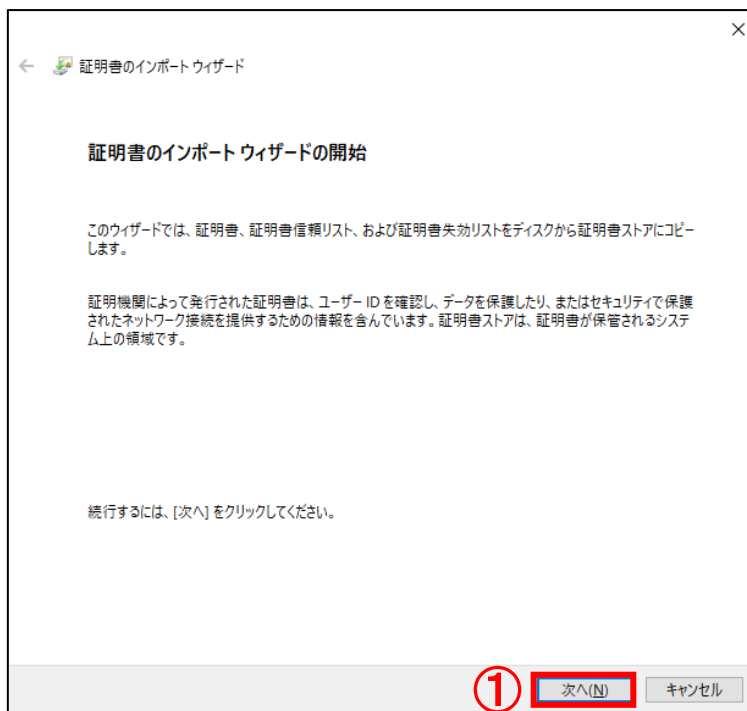 証明書のインポート ウィザード
証明書のインポート ウィザードの開始
このウィザードでは、証明書、証明書信頼リスト、および証明書失効リストをディスクから証明書ストアにコピー
します。
証明機関によって発行された証明書は、ユーザー ID を確認し、データを保護したり、またはセキュリティで保護
されたネットワーク接続を提供するための情報を含んでいます。証明書ストアは、証明書が保管されるシステ
ム上の領域です。
続行するには、[次へ] をクリックしてください。
① 次へ(N) キャンセル